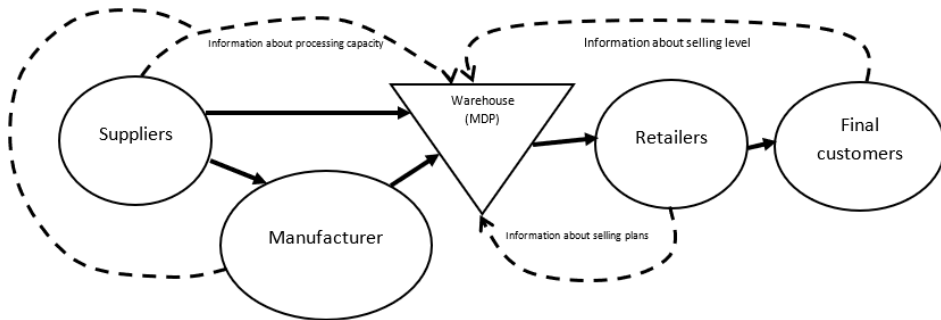 Information about processing capacity
Information about selling level
Suppliers
Warehouse
(MDP)
Retailers
Final
customers
Manufacturer
Information about selling plans